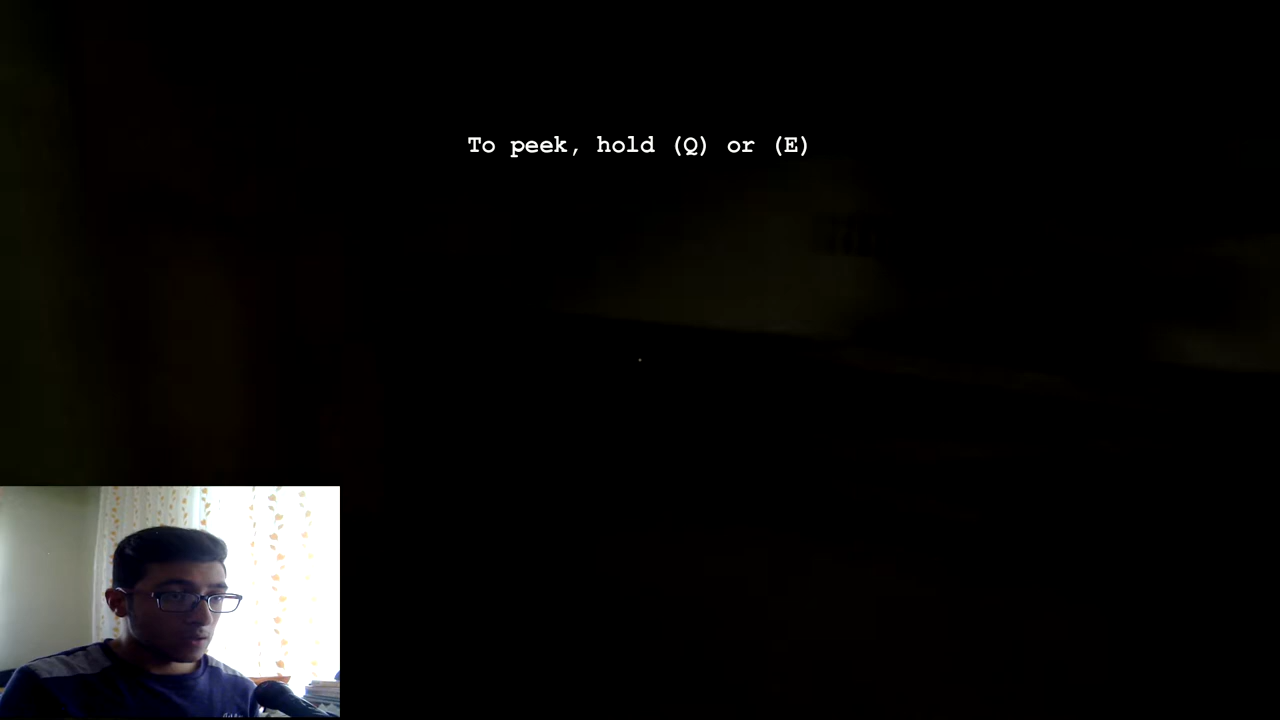 To peek, hold (Q) or (E)